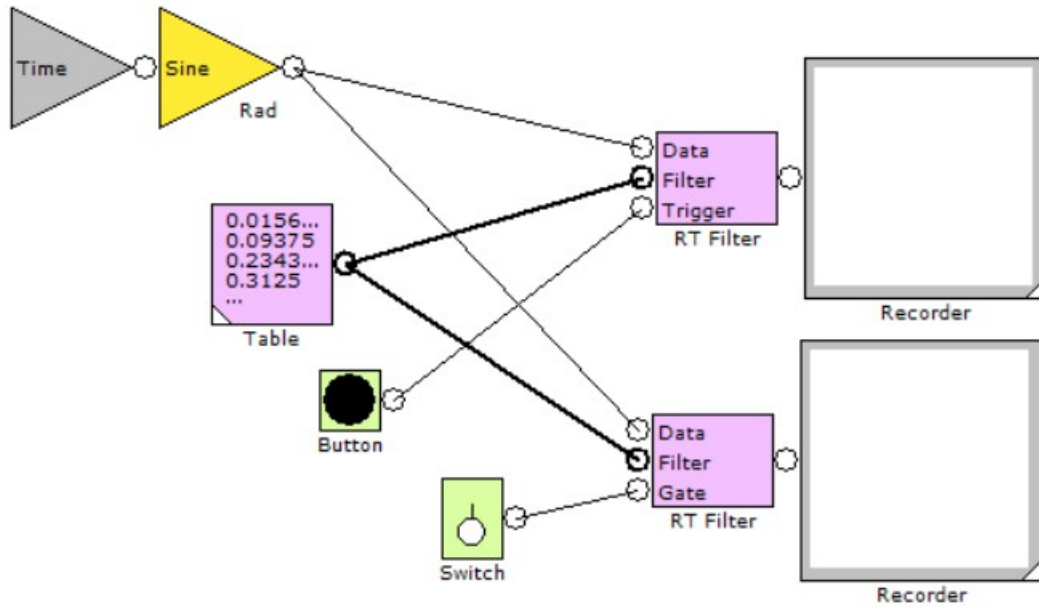 Time
Sine
Rad
Data
Filter
Trigger
RT Filter
Recorder
0.0156...
0.09375
0.2343...
0.3125
...
Table
Button
Data
Filter
Gate
RT Filter
Switch
Recorder